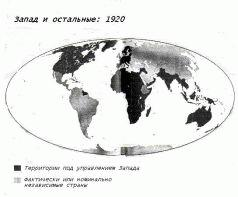 Запад и остальные: 1920
Территории под управлением Запада
Фактически или номинально
независимые страны